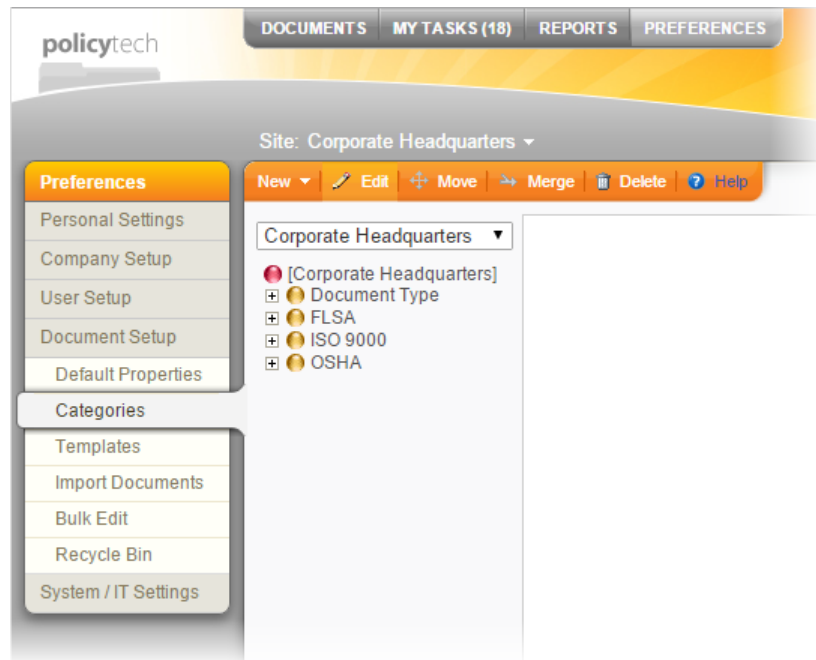 policytech
DOCUMENTS MY TASKS (18) REPORTS PREFERENCES
Site: Corporate Headquarters
Preferences
New Edit Move Merge Delete Help
Personal Settings
Company Setup
User Setup
Document Setup
Default Properties
Categories
Templates
Import Documents
Bulk Edit
Recycle Bin
System / IT Settings
Corporate Headquarters
[Corporate Headquarters]
Document Type
FLSA
ISO 9000
OSHA